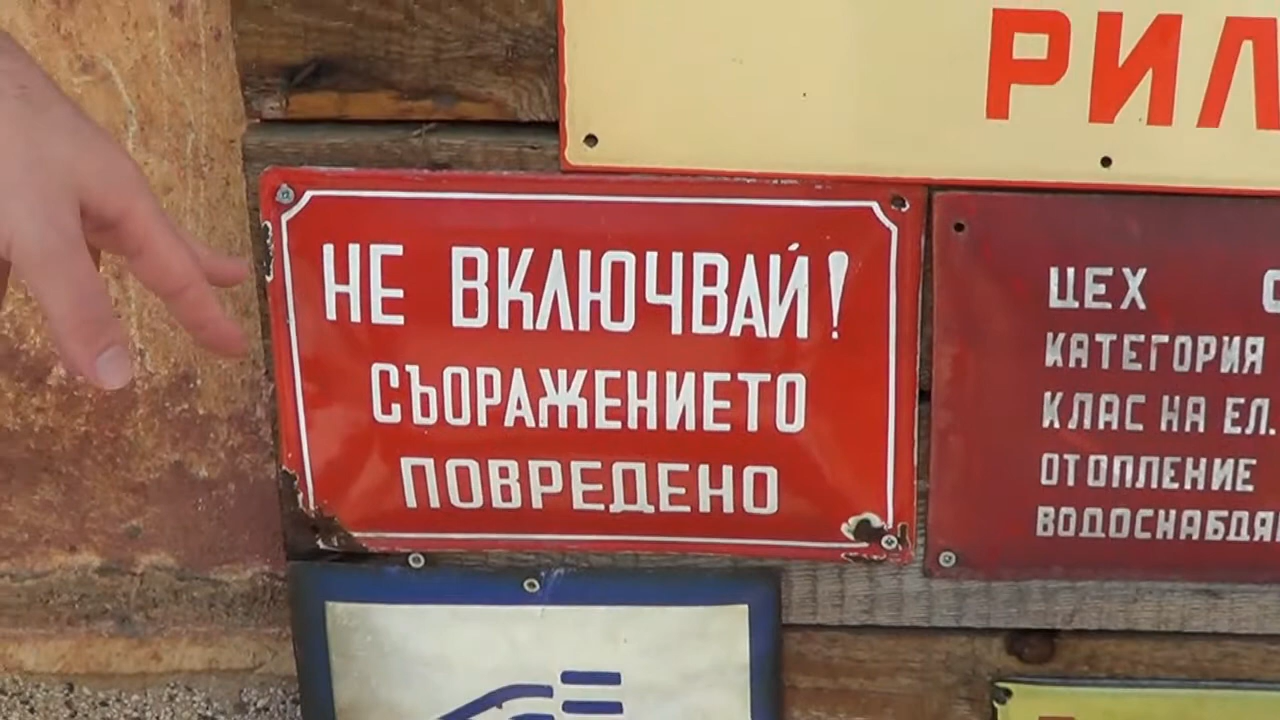 РИЛ
НЕ ВКЛЮЧВАЙ!
СЪОРАЖЕНИЕТО
ПОВРЕДЕНО
ЦЕХ
КАТЕГОРИЯ
КЛАС НА ЕЛ.
ОТОПЛЕНИЕ